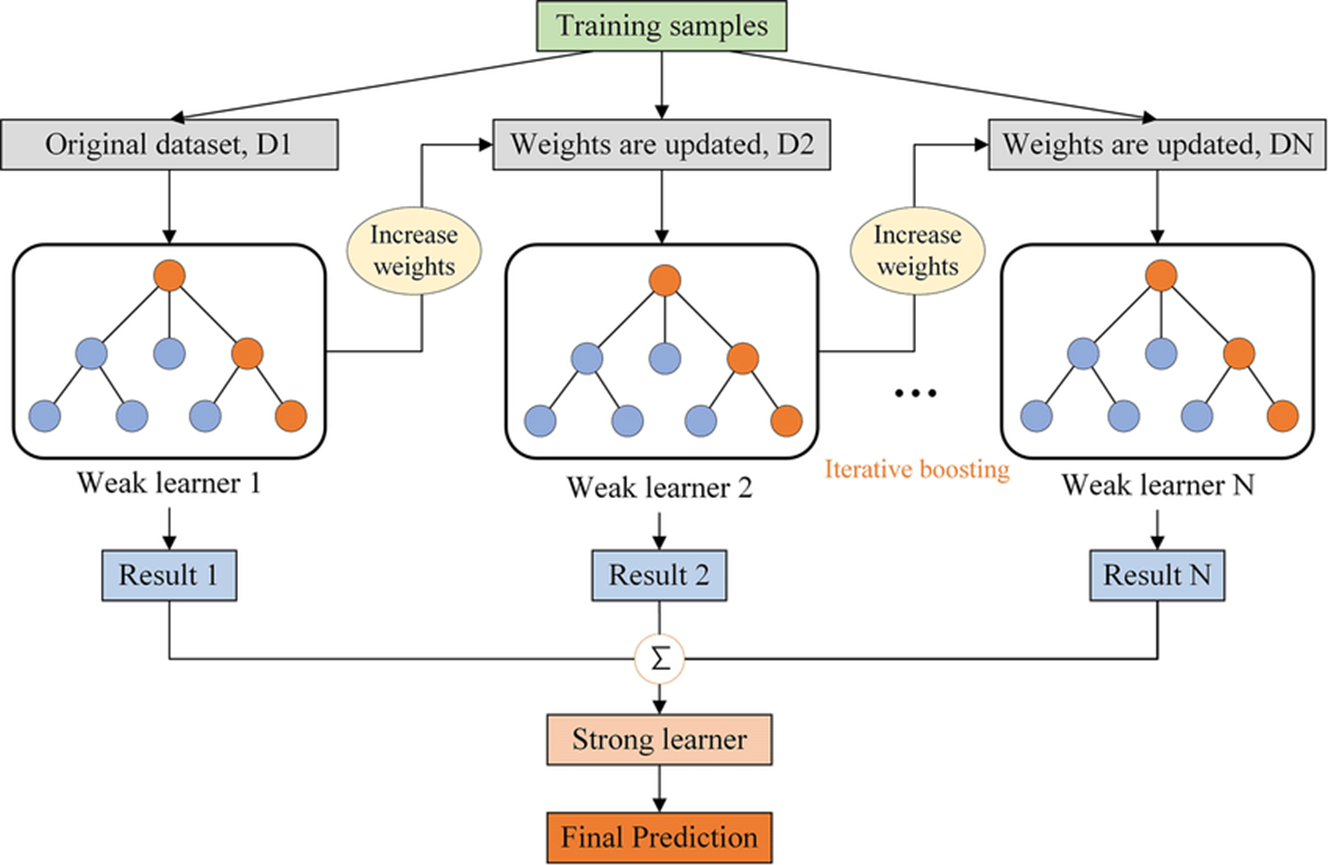 Training samples
Original dataset, D1
Weights are updated, D2
Weights are updated, DN
Increase
weights
Increase
weights
...
Weak learner 1
Weak learner 2
Iterative boosting
Weak learner N
Result 1
Result 2
Result N
Σ
Strong learner
Final Prediction